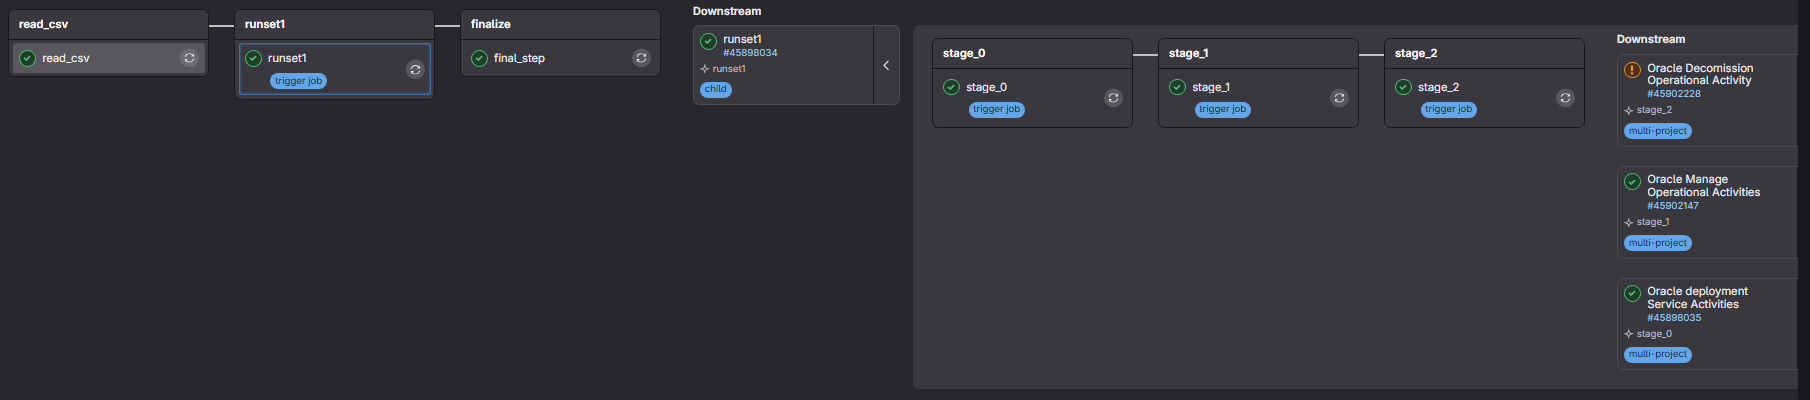 read_csv
read_csv
runset1
runset1
trigger job
finalize
final_step
Downstream
runset1
#45898034
runset1
child
stage_0
stage_0
trigger job
stage_1
stage_1
trigger job
stage_2
stage_2
trigger job
Downstream
Oracle Decomission
Operational Activity
#45902228
stage_2
multi-project
Oracle Manage
Operational Activities
#45902147
stage_1
multi-project
Oracle deployment
Service Activities
#45898035
stage_0
multi-project